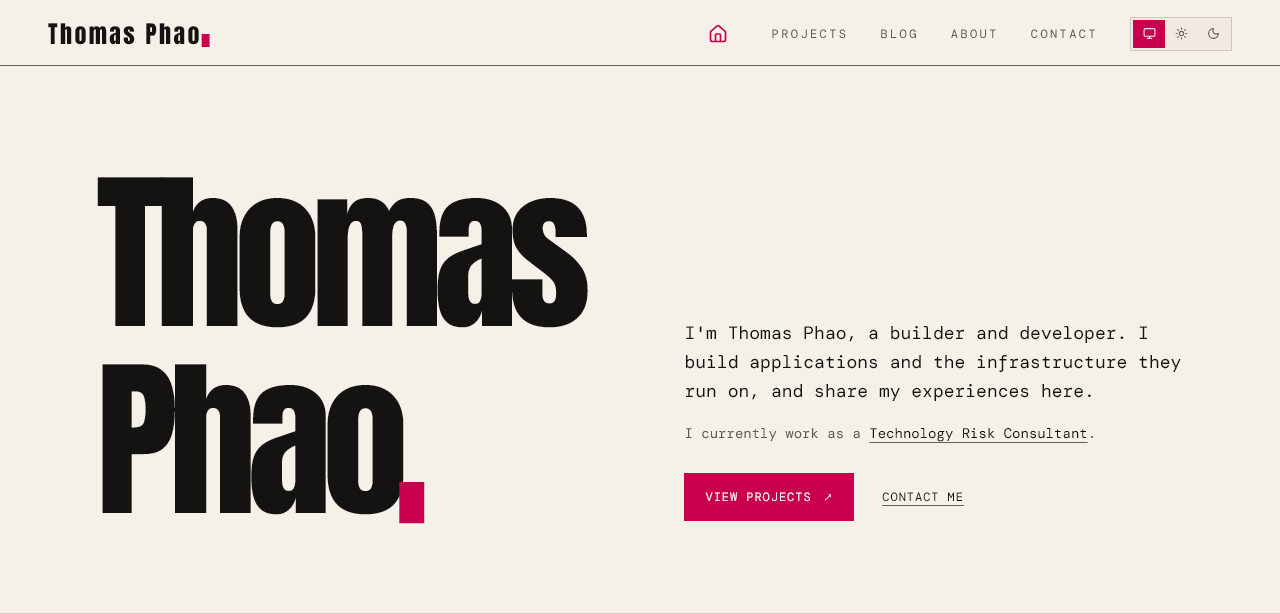 Thomas Phao.
PROJECTS BLOG ABOUT CONTACT
Thomas
Phao.
I'm Thomas Phao, a builder and developer. I
build applications and the infrastructure they
run on, and share my experiences here.
I currently work as a Technology Risk Consultant.
VIEW PROJECTS ↗ CONTACT ME